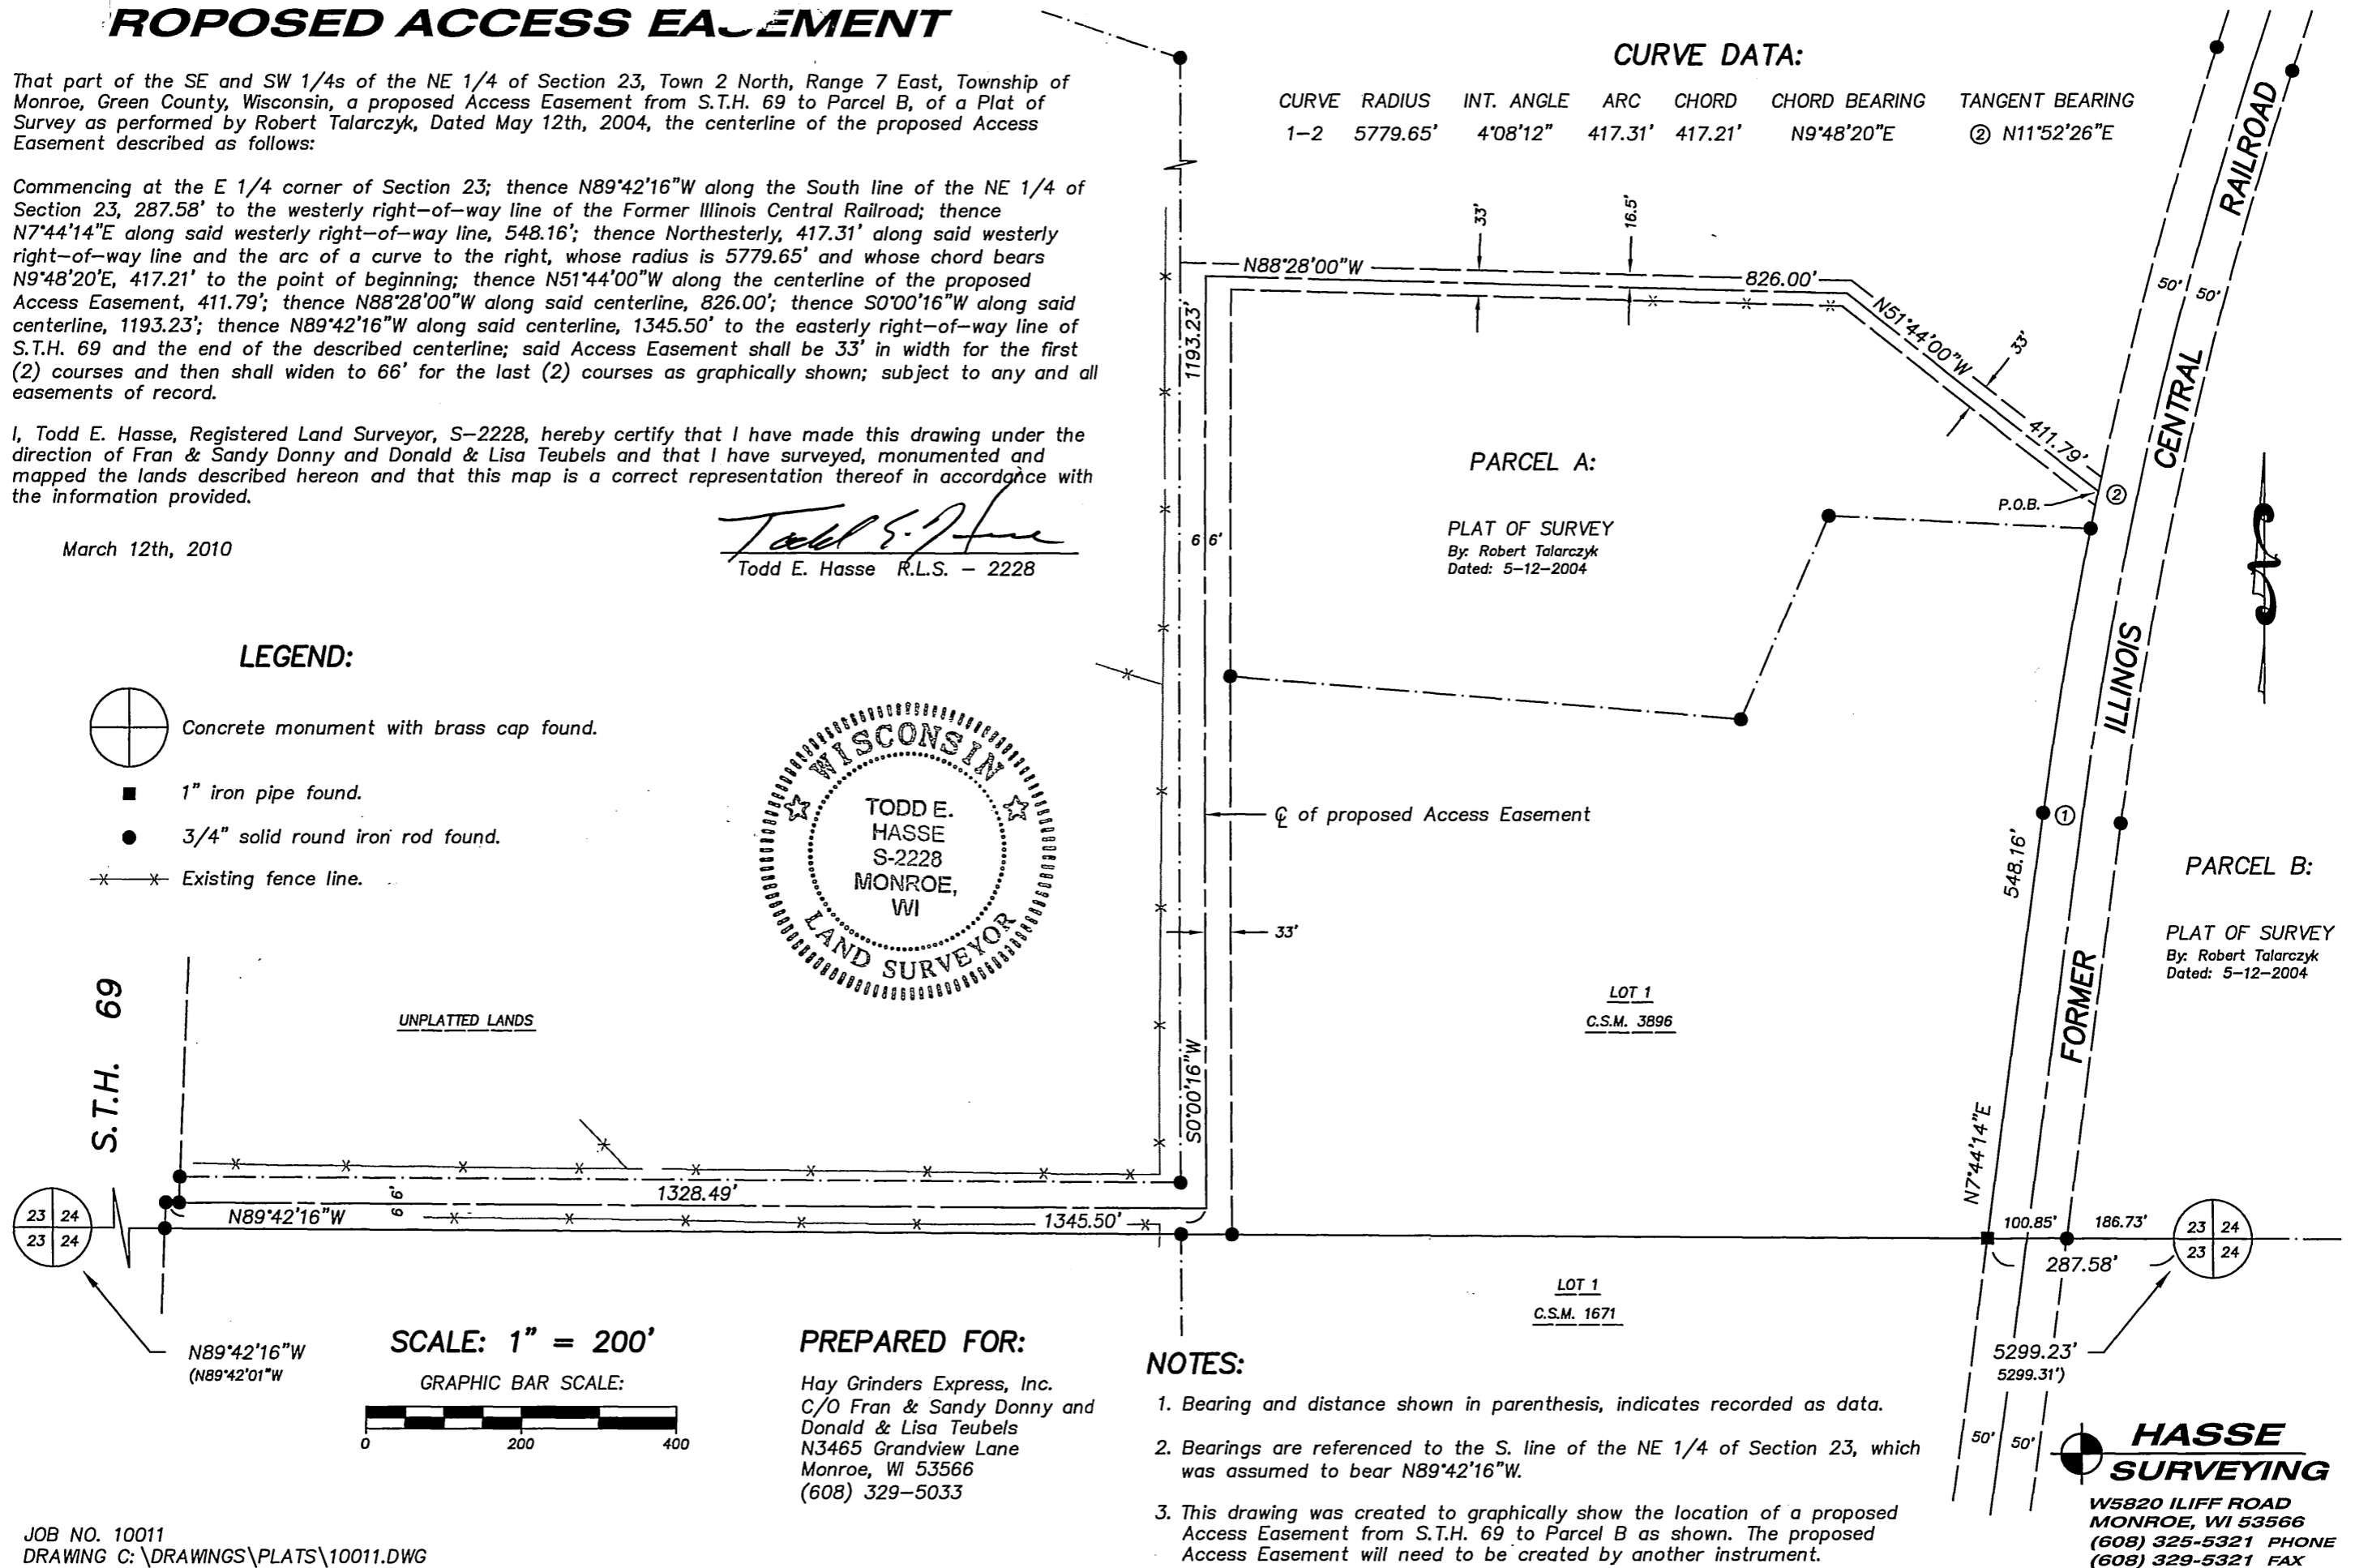 ROPOSED ACCESS EASEMENT
That part of the SE and SW 1/4s of the NE 1/4 of Section 23, Town 2 North, Range 7 East, Township of
Monroe, Green County, Wisconsin, a proposed Access Easement from S.T.H. 69 to Parcel B, of a Plat of
Survey as performed by Robert Talarczyk, Dated May 12th, 2004, the centerline of the proposed Access
Easement described as follows:
Commencing at the E 1/4 corner of Section 23; thence N89°42'16"W along the South line of the NE 1/4 of
Section 23, 287.58' to the westerly right-of-way line of the Former Illinois Central Railroad; thence
N7°44'14"E along said westerly right-of-way line, 548.16'; thence Northesterly, 417.31' along said westerly
right-of-way line and the arc of a curve to the right, whose radius is 5779.65' and whose chord bears
N9°48'20'E, 417.21' to the point of beginning; thence N51°44'00"W along the centerline of the proposed
Access Easement, 411.79'; thence N88°28'00"W along said centerline, 826.00'; thence S0°00'16"W along said
centerline, 1193.23'; thence N89°42'16"W along said centerline, 1345.50' to the easterly right-of-way line of
S.T.H. 69 and the end of the described centerline; said Access Easement shall be 33' in width for the first
(2) courses and then shall widen to 66' for the last (2) courses as graphically shown; subject to any and all
easements of record.
I, Todd E. Hasse, Registered Land Surveyor, S-2228, hereby certify that I have made this drawing under the
direction of Fran & Sandy Donny and Donald & Lisa Teubels and that I have surveyed, monumented and
mapped the lands described hereon and that this map is a correct representation thereof in accordance with
the information provided.
March 12th, 2010
Todd E. Hasse
Todd E. Hasse R.L.S. - 2228
CURVE DATA:
CURVE RADIUS INT. ANGLE ARC CHORD CHORD BEARING TANGENT BEARING
1-2 5779.65' 4°08'12" 417.31' 417.21' N9°48'20"E ② N11°52'26"E
33'
16.5'
N88°28'00"W
826.00'
N51°44'00"W
33'
411.79'
P.O.B.
②
50' 50'
FORMER ILLINOIS CENTRAL RAILROAD
1193.23'
66'
PARCEL A:
PLAT OF SURVEY
By: Robert Talarczyk
Dated: 5-12-2004
LEGEND:
Concrete monument with brass cap found.
1" iron pipe found.
3/4" solid round iron rod found.
Existing fence line.
WISCONSIN
TODD E.
HASSE
S-2228
MONROE,
WI
LAND SURVEYOR
℄ of proposed Access Easement
33'
S0°00'16"W
①
548.16'
N7°44'14"E
PARCEL B:
PLAT OF SURVEY
By: Robert Talarczyk
Dated: 5-12-2004
LOT 1
C.S.M. 3896
S.T.H. 69
UNPLATTED LANDS
66'
1328.49'
N89°42'16"W
1345.50'
23 24
23 24
100.85' 186.73'
287.58'
23 24
23 24
LOT 1
C.S.M. 1671
N89°42'16"W
(N89°42'01"W
5299.23'
5299.31')
50' 50'
SCALE: 1" = 200'
GRAPHIC BAR SCALE:
0 200 400
PREPARED FOR:
Hay Grinders Express, Inc.
C/O Fran & Sandy Donny and
Donald & Lisa Teubels
N3465 Grandview Lane
Monroe, WI 53566
(608) 329-5033
NOTES:
1. Bearing and distance shown in parenthesis, indicates recorded as data.
2. Bearings are referenced to the S. line of the NE 1/4 of Section 23, which
was assumed to bear N89°42'16"W.
3. This drawing was created to graphically show the location of a proposed
Access Easement from S.T.H. 69 to Parcel B as shown. The proposed
Access Easement will need to be created by another instrument.
HASSE
SURVEYING
W5820 ILIFF ROAD
MONROE, WI 53566
(608) 325-5321 PHONE
(608) 329-5321 FAX
JOB NO. 10011
DRAWING C:\DRAWINGS\PLATS\10011.DWG